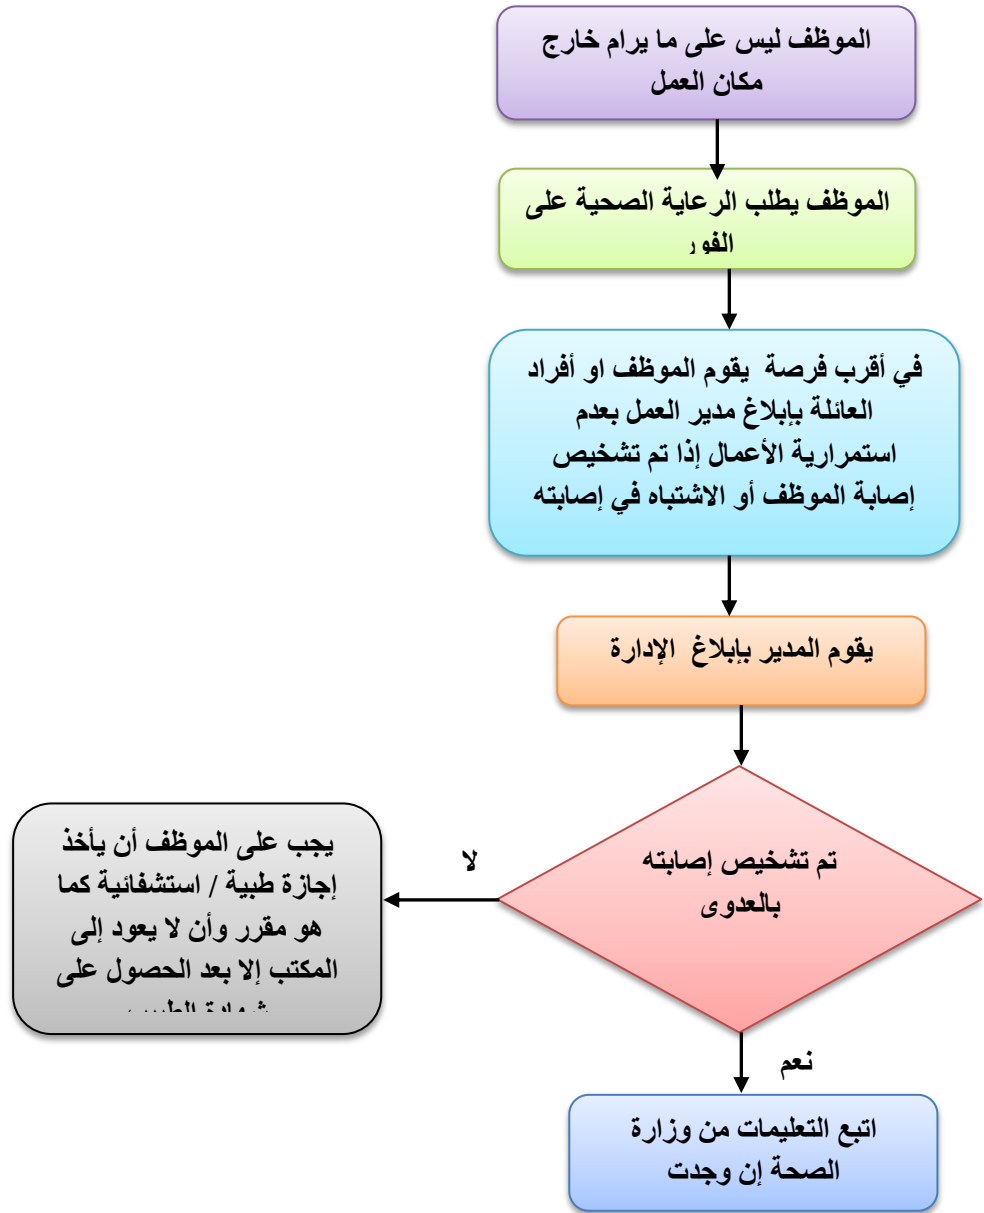 الموظف ليس على ما يرام خارج
مكان العمل
الموظف يطلب الرعاية الصحية على
الفور
في أقرب فرصة يقوم الموظف او أفراد
العائلة بإبلاغ مدير العمل بعدم
استمرارية الأعمال إذا تم تشخيص
إصابة الموظف أو الاشتباه في إصابته
يقوم المدير بإبلاغ الإدارة
تم تشخيص إصابته
بالعدوى
لا
يجب على الموظف أن يأخذ
إجازة طبية / استشفائية كما
هو مقرر وأن لا يعود إلى
المكتب إلا بعد الحصول على
شهادة الطبيب
نعم
اتبع التعليمات من وزارة
الصحة إن وجدت